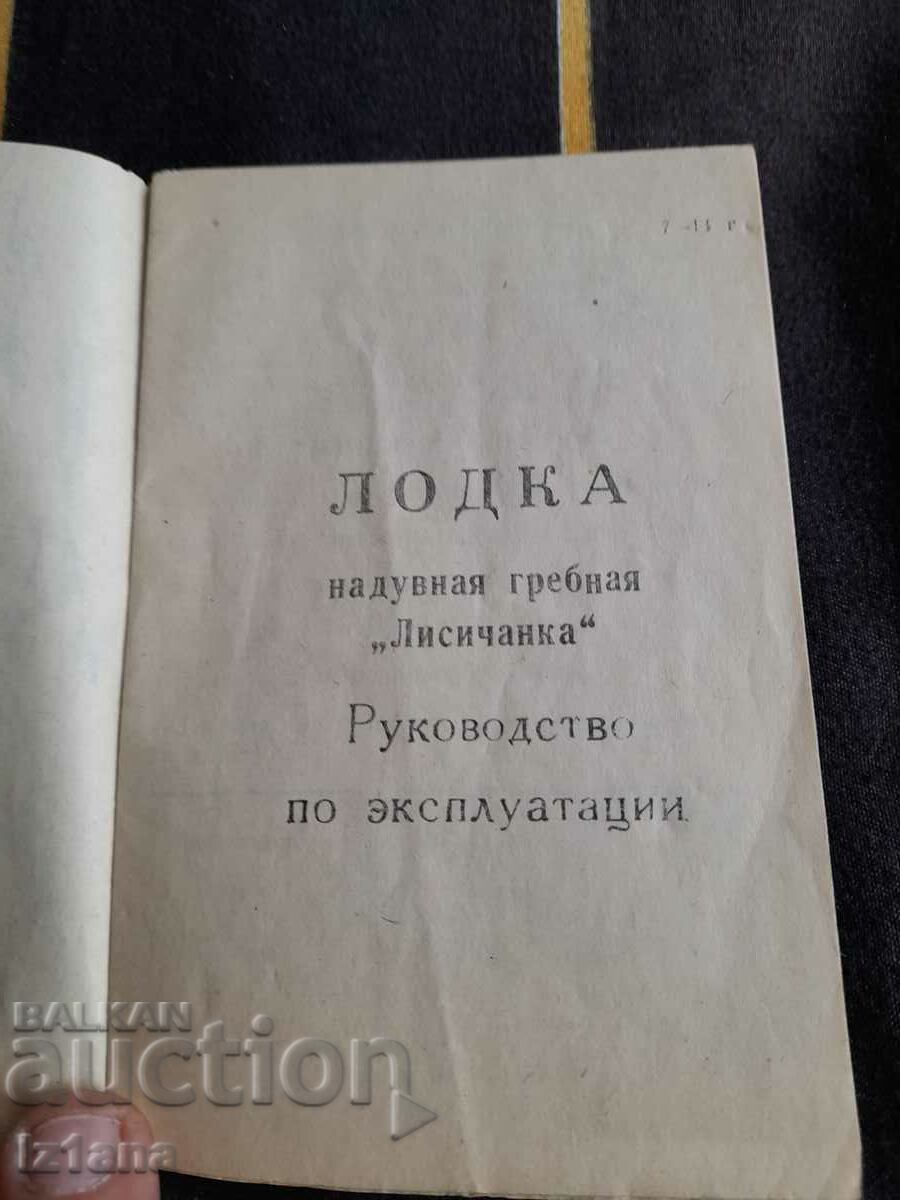 ЛОДКА
надувная гребная
„Лисичанка“
Руководство
по эксплуатации
BALKAN
auction
Iz1ana